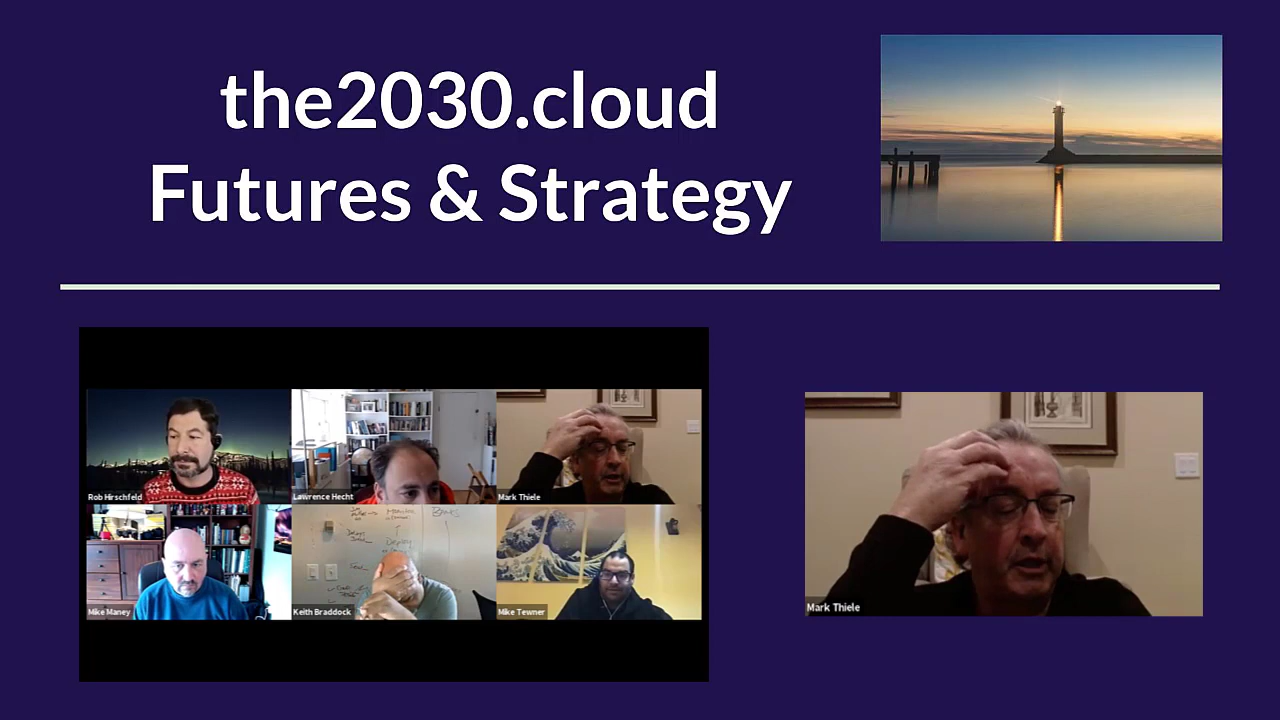 the2030.cloud
Futures & Strategy
Rob Hirschfeld
Lawrence Hecht
Mark Thiele
Mike Maney
Keith Braddock
Mike Tewner
Mark Thiele